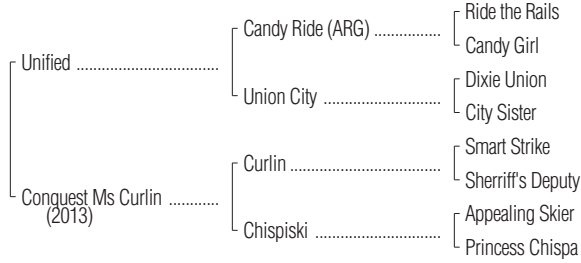 Ride the Rails
Candy Ride (ARG) ................
Candy Girl
Unified ..................................
Dixie Union
Union City ............................
City Sister
Smart Strike
Curlin ....................................
Sherriff's Deputy
Conquest Ms Curlin ............
(2013)
Appealing Skier
Chispiski ..............................
Princess Chispa